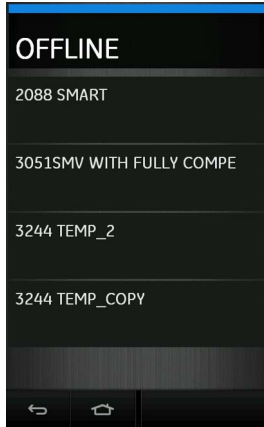 OFFLINE
2088 SMART
3051SMV WITH FULLY COMPE
3244 TEMP_2
3244 TEMP_COPY